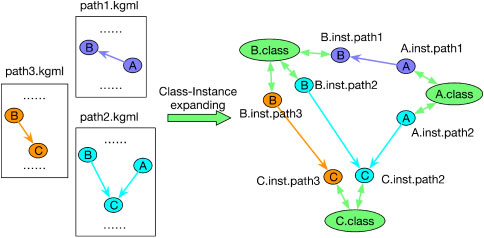 path1.kgml
......
B
A
path3.kgml
......
B
C
......
path2.kgml
......
B
A
C
......
Class-Instance
expanding
B.class
B.inst.path1
B
A.inst.path1
A
A.class
B
B.inst.path2
B
B.inst.path3
A
A.inst.path2
C.inst.path3
C
C
C.inst.path2
C.class